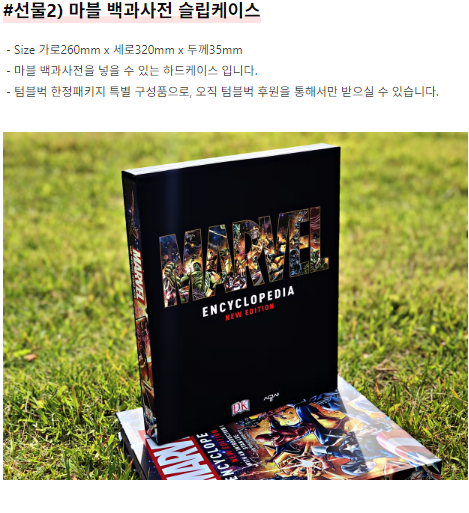 #선물2) 마블 백과사전 슬립케이스
- Size 가로260mm x 세로320mm x 두께35mm
- 마블 백과사전을 넣을 수 있는 하드케이스 입니다.
- 텀블벅 한정패키지 특별 구성품으로, 오직 텀블벅 후원을 통해서만 받으실 수 있습니다.
MARVEL
MARVEL
ENCYCLOPEDIA
NEW EDITION
DK
시공사
MARV
ENCYCLOPE